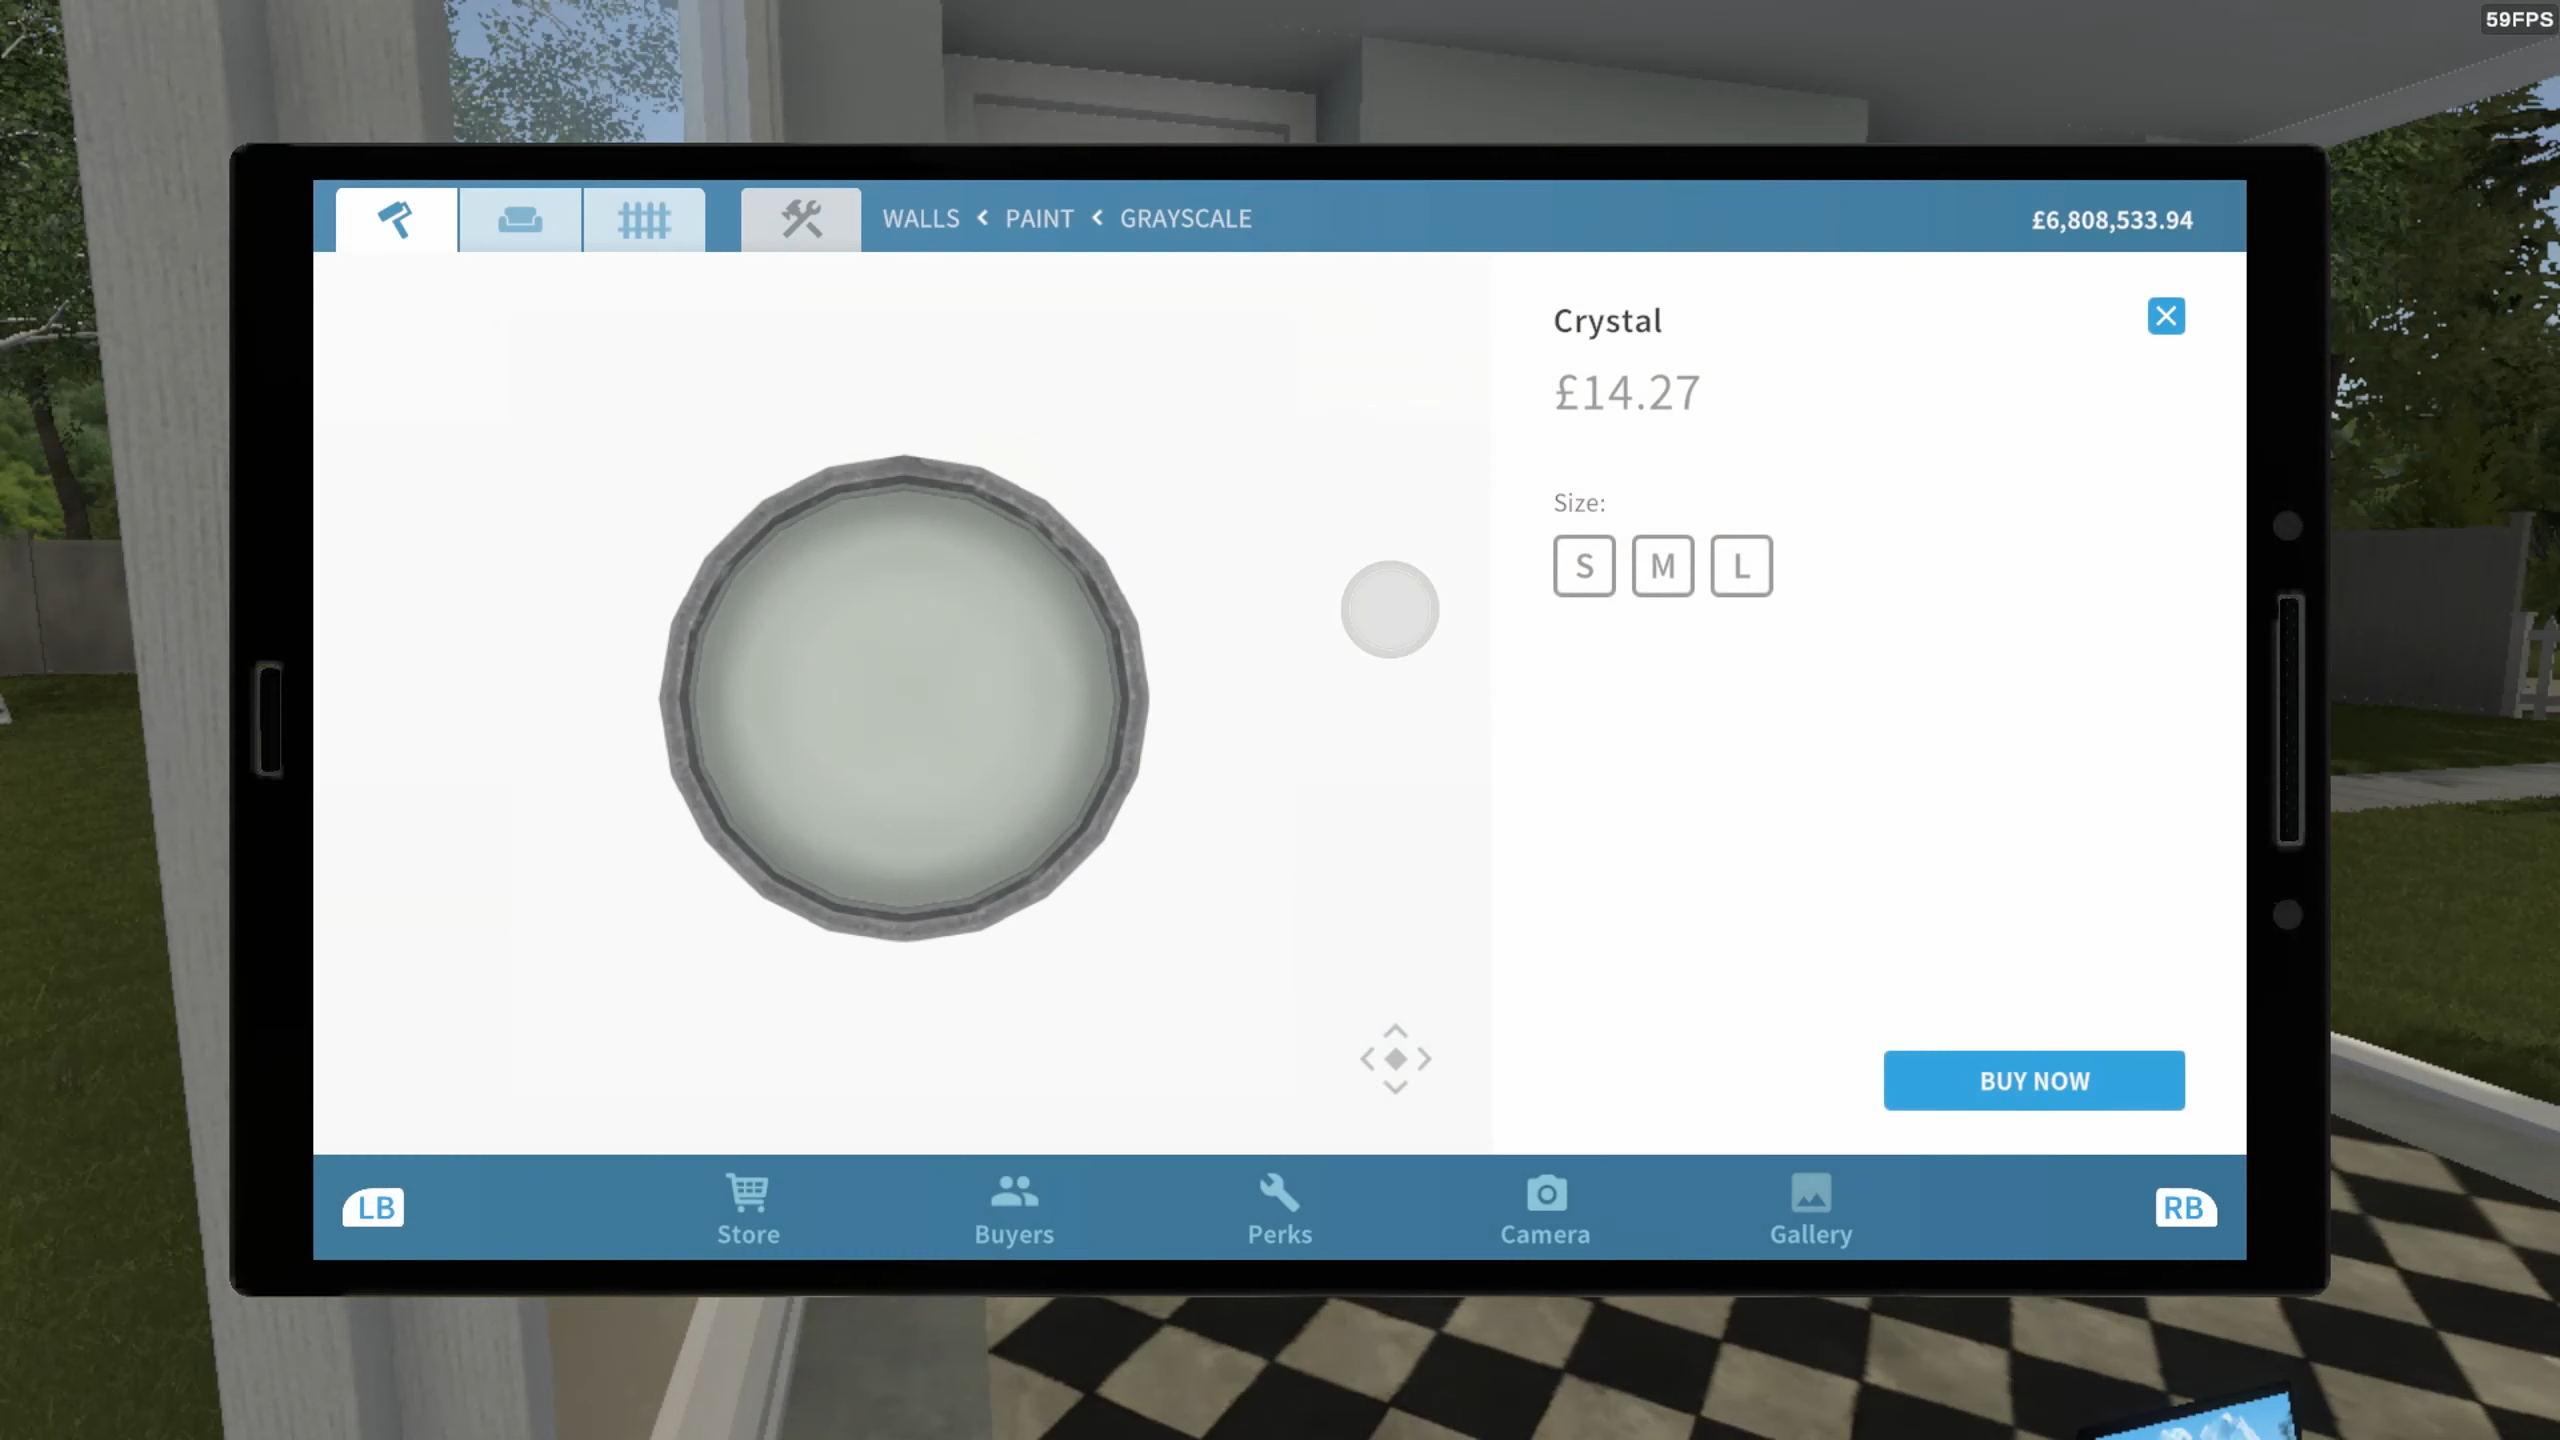 59FPS
WALLS < PAINT < GRAYSCALE
£6,808,533.94
Crystal
£14.27
Size:
S M L
BUY NOW
LB
Store
Buyers
Perks
Camera
Gallery
RB